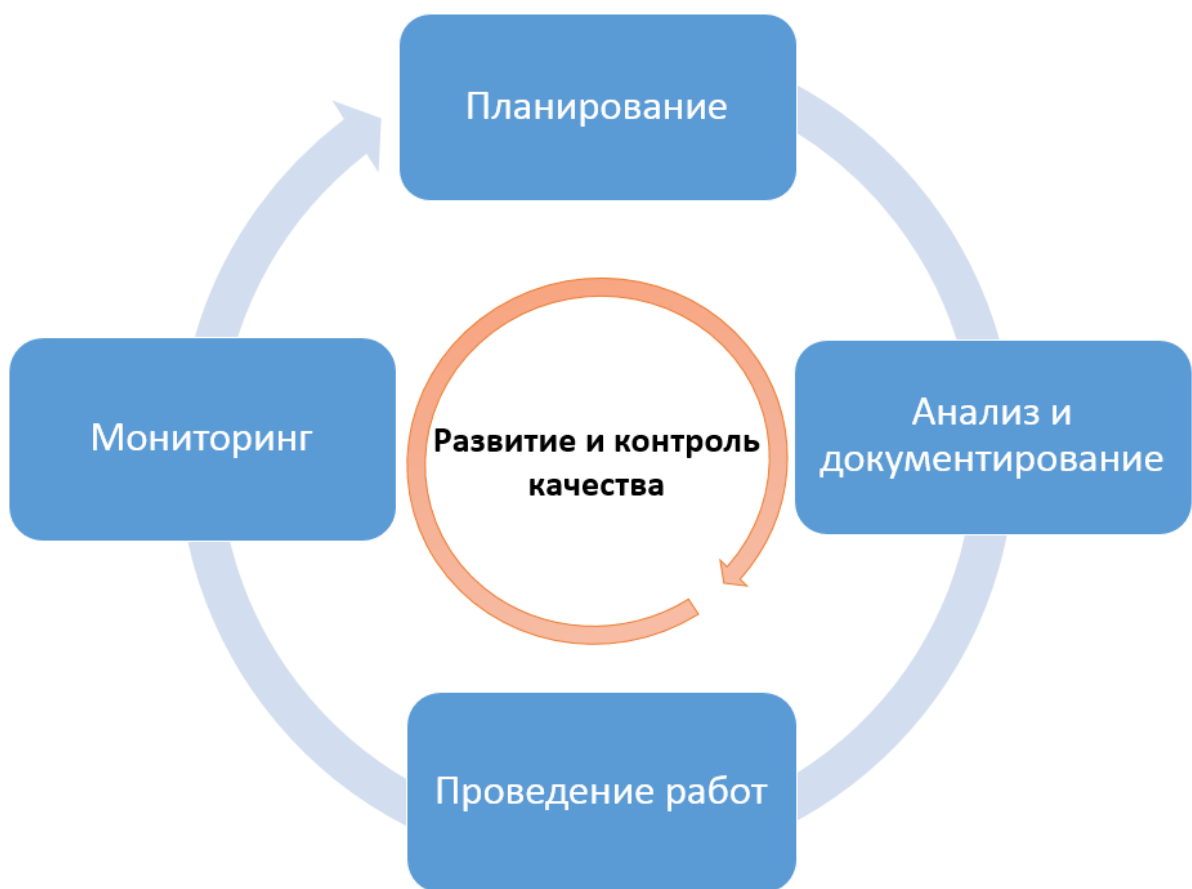 Планирование
Мониторинг
Развитие и контроль
качества
Анализ и
документирование
Проведение работ